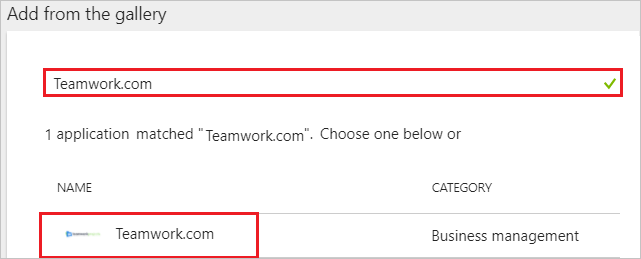 Add from the gallery
Teamwork.com
1 application matched "Teamwork.com". Choose one below or
NAME CATEGORY
Teamwork.com Business management